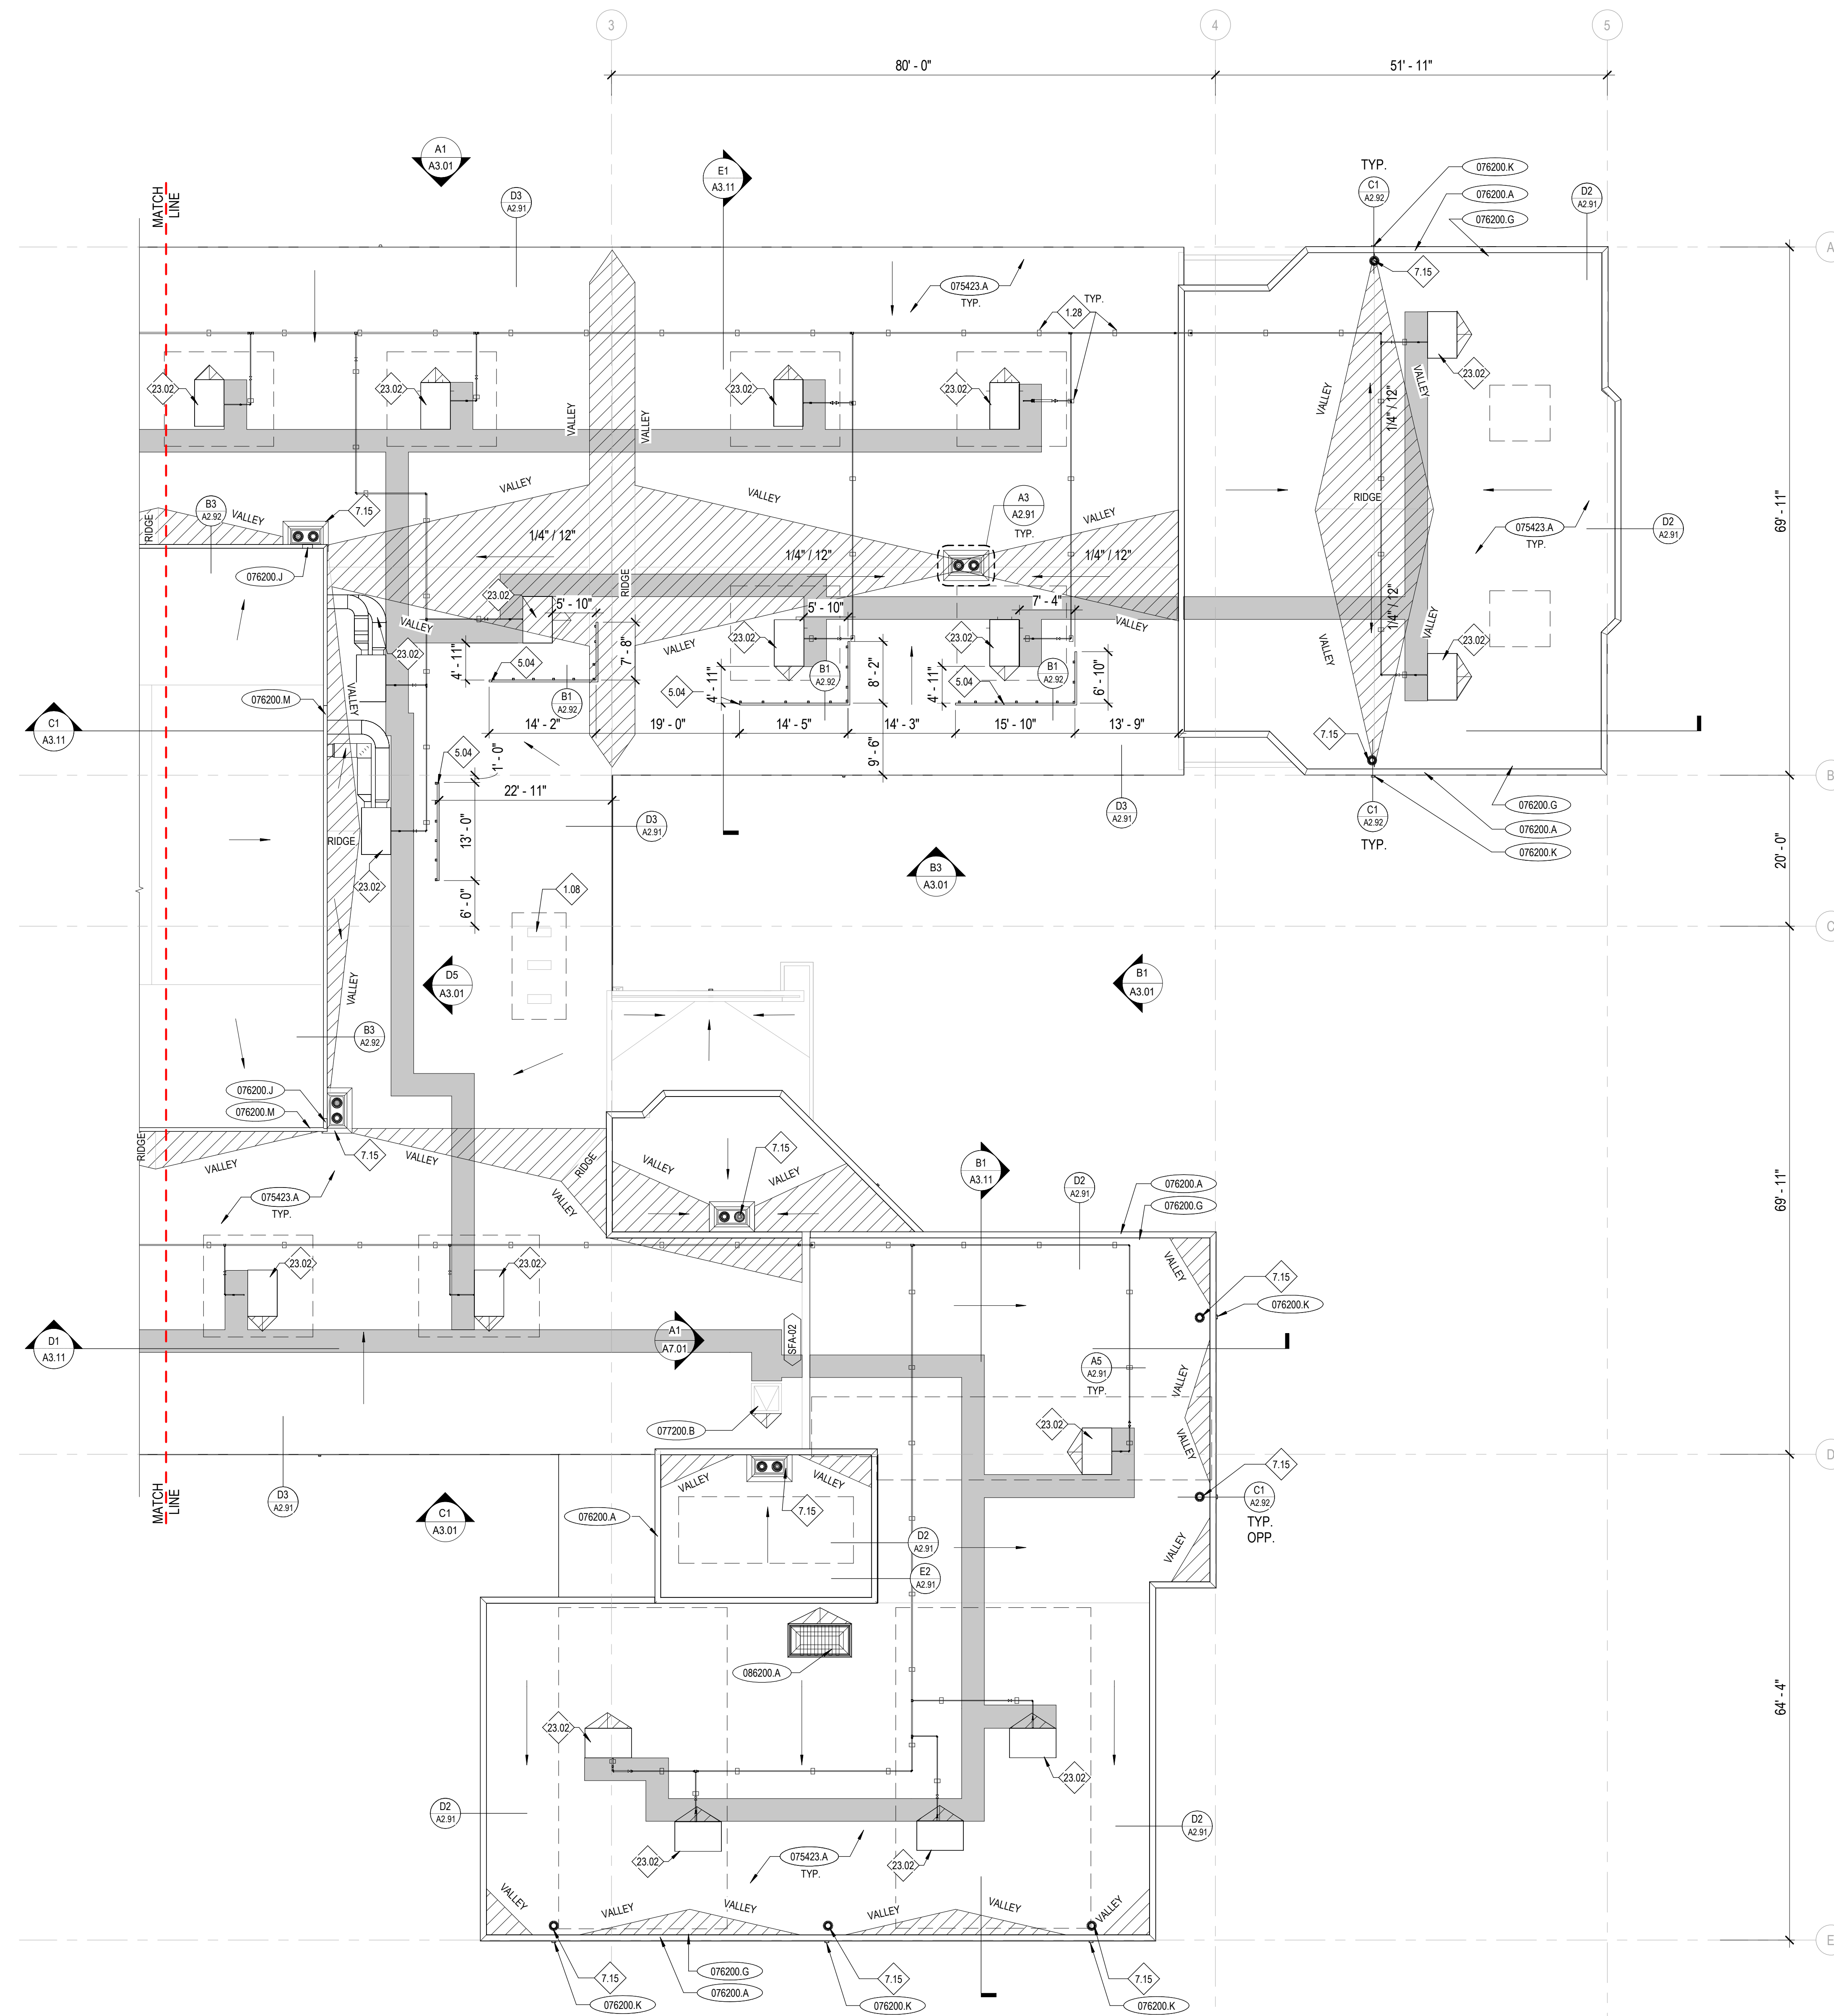 3
4
5
80' - 0"
51' - 11"
A1
A3.01
E1
A3.11
TYP.
C1
A2.92
076200.K
076200.A
076200.G
D3
A2.91
D2
A2.91
MATCH
LINE
A
7.15
075423.A
TYP.
1.28
TYP.
23.02
23.02
23.02
23.02
23.02
VALLEY
VALLEY
VALLEY
VALLEY
1/4" / 12"
VALLEY
VALLEY
VALLEY
RIDGE
B3
A2.92
RIDGE
VALLEY
7.15
A3
A2.91
TYP.
075423.A
TYP.
D2
A2.91
69' - 11"
1/4" / 12"
1/4" / 12"
1/4" / 12"
076200.J
RIDGE
23.02
5' - 10"
5' - 10"
7' - 4"
1/4" / 12"
VALLEY
VALLEY
VALLEY
VALLEY
VALLEY
23.02
23.02
23.02
23.02
4' - 11"
5.04
7' - 8"
B1
A2.92
5.04
4' - 11"
B1
A2.92
8' - 2"
4' - 11"
5.04
B1
A2.92
6' - 10"
VALLEY
076200.M
C1
A3.11
14' - 2"
19' - 0"
14' - 5"
14' - 3"
15' - 10"
13' - 9"
7.15
5.04
1' - 0"
9' - 6"
B
22' - 11"
D3
A2.91
D3
A2.91
C1
A2.92
TYP.
076200.G
076200.A
076200.K
RIDGE
13' - 0"
20' - 0"
23.02
1.08
B3
A3.01
6' - 0"
C
D5
A3.01
B1
A3.01
VALLEY
B3
A2.92
076200.J
076200.M
RIDGE
VALLEY
7.15
VALLEY
RIDGE
VALLEY
VALLEY
7.15
VALLEY
B1
A3.11
D2
A2.91
076200.A
076200.G
69' - 11"
075423.A
TYP.
23.02
23.02
VALLEY
7.15
076200.K
D1
A3.11
A1
A7.01
SFA-02
A5
A2.91
TYP.
VALLEY
077200.B
23.02
VALLEY
D
MATCH
LINE
D3
A2.91
C1
A3.01
VALLEY
VALLEY
7.15
7.15
C1
A2.92
TYP.
OPP.
076200.A
D2
A2.91
E2
A2.91
VALLEY
086200.A
64' - 4"
23.02
23.02
D2
A2.91
D2
A2.91
23.02
075423.A
TYP.
23.02
VALLEY
VALLEY
VALLEY
VALLEY
VALLEY
VALLEY
E
7.15
076200.K
076200.G
076200.A
7.15
076200.K
7.15
076200.K